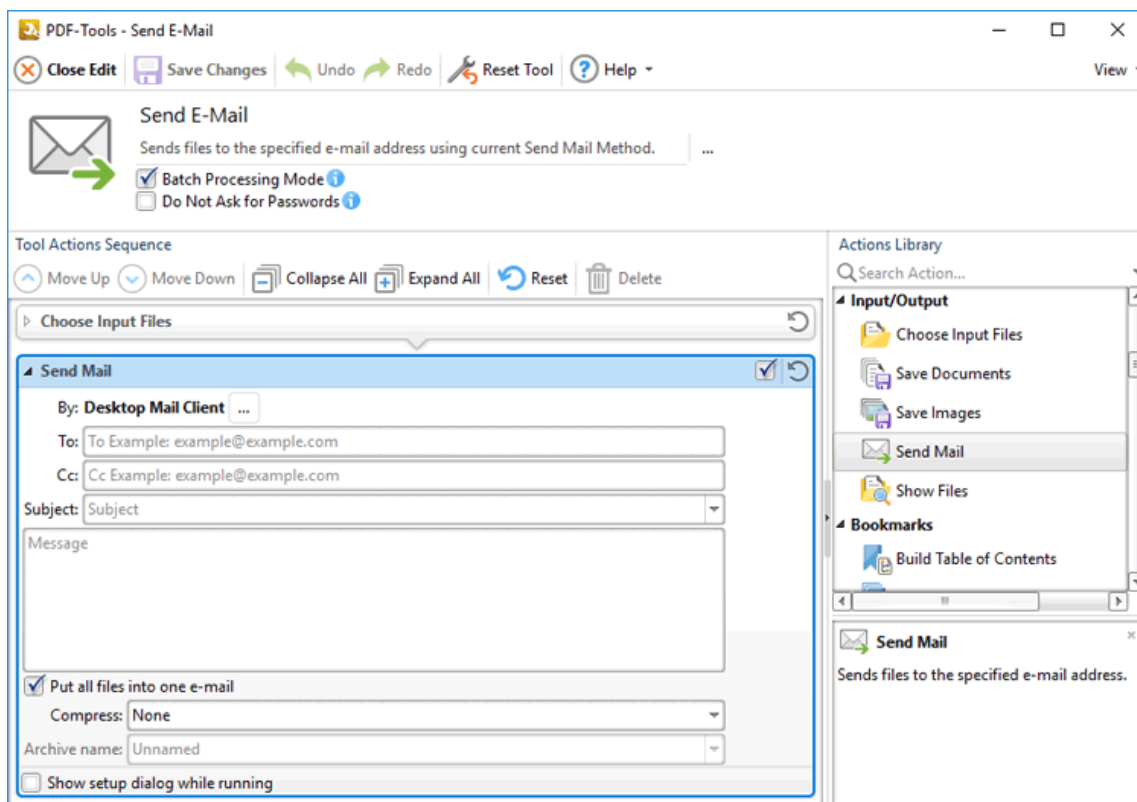 PDF-Tools - Send E-Mail
Close Edit Save Changes Undo Redo Reset Tool Help View
Send E-Mail
Sends files to the specified e-mail address using current Send Mail Method. ...
Batch Processing Mode
Do Not Ask for Passwords
Tool Actions Sequence
Move Up Move Down Collapse All Expand All Reset Delete
Choose Input Files
Send Mail
By: Desktop Mail Client ...
To: To Example: example@example.com
Cc: Cc Example: example@example.com
Subject: Subject
Message
Put all files into one e-mail
Compress: None
Archive name: Unnamed
Show setup dialog while running
Actions Library
Search Action...
Input/Output
Choose Input Files
Save Documents
Save Images
Send Mail
Show Files
Bookmarks
Build Table of Contents
Send Mail
Sends files to the specified e-mail address.